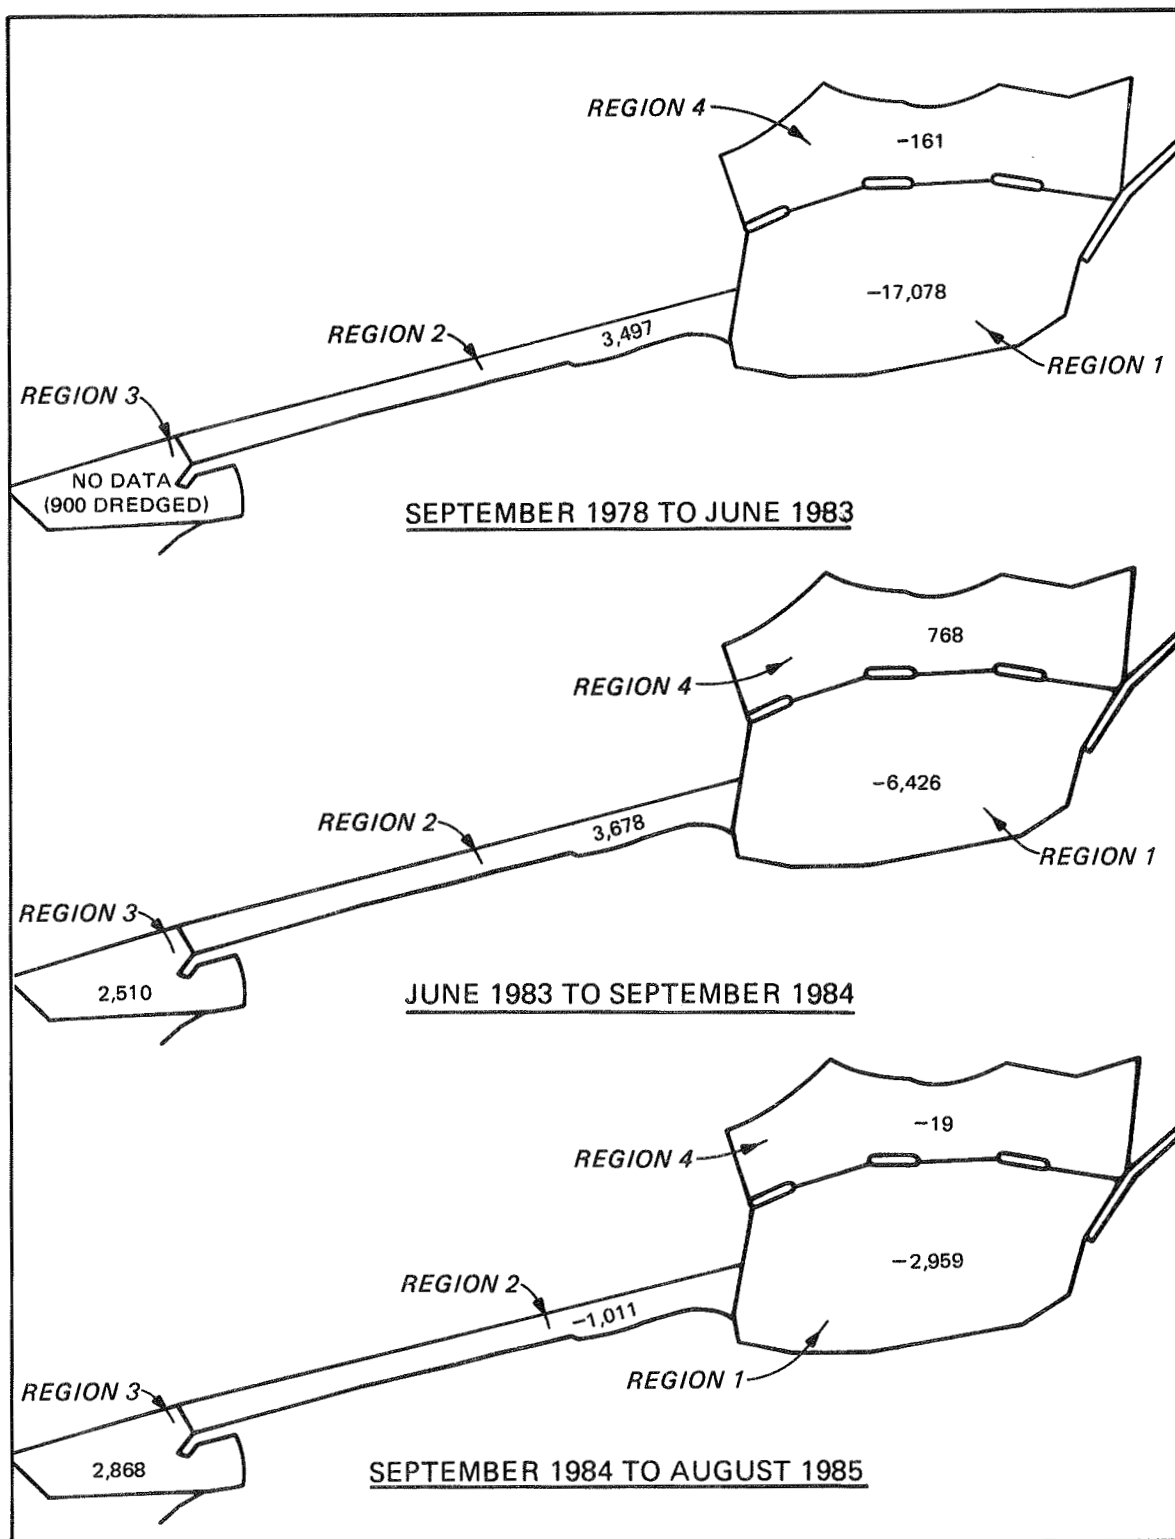 REGION 4
−161
−17,078
REGION 2
3,497
REGION 1
REGION 3
NO DATA
(900 DREDGED)
SEPTEMBER 1978 TO JUNE 1983
768
REGION 4
−6,426
REGION 2
3,678
REGION 1
REGION 3
2,510
JUNE 1983 TO SEPTEMBER 1984
−19
REGION 4
−2,959
REGION 2
−1,011
REGION 1
REGION 3
2,868
SEPTEMBER 1984 TO AUGUST 1985